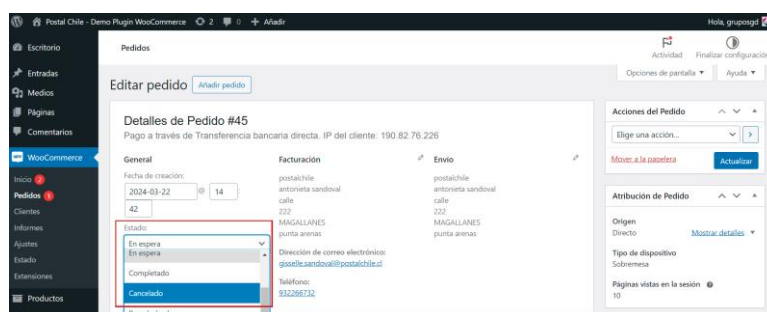 Postal Chile - Demo Plugin WooCommerce 2 0 Añadir Hola, gruposgd
Escritorio
Entradas
Medios
Páginas
Comentarios
WooCommerce
Inicio 2
Pedidos 1
Clientes
Informes
Ajustes
Estado
Extensiones
Productos
Pedidos
Actividad Finalizar configuración
Opciones de pantalla Ayuda
Editar pedido Añadir pedido
Detalles de Pedido #45
Pago a través de Transferencia bancaria directa. IP del cliente: 190.82.76.226
General
Fecha de creación:
2024-03-22 @ 14 :
42
Estado:
En espera
En espera
Completado
Cancelado
Facturación
postalchile
antonieta sandoval
calle
222
MAGALLANES
punta arenas
Dirección de correo electrónico:
gisselle.sandoval@postalchile.cl
Teléfono:
932266732
Envío
postalchile
antonieta sandoval
calle
222
MAGALLANES
punta arenas
Acciones del Pedido
Elige una acción...
Mover a la papelera Actualizar
Atribución de Pedido
Origen
Directo Mostrar detalles
Tipo de dispositivo
Sobremesa
Páginas vistas en la sesión
10